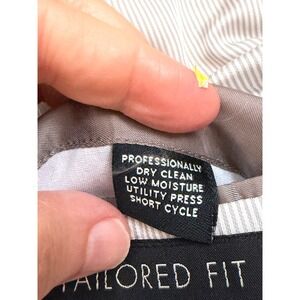 PROFESSIONALLY
DRY CLEAN
LOW MOISTURE
UTILITY PRESS
SHORT CYCLE
TAILORED FIT